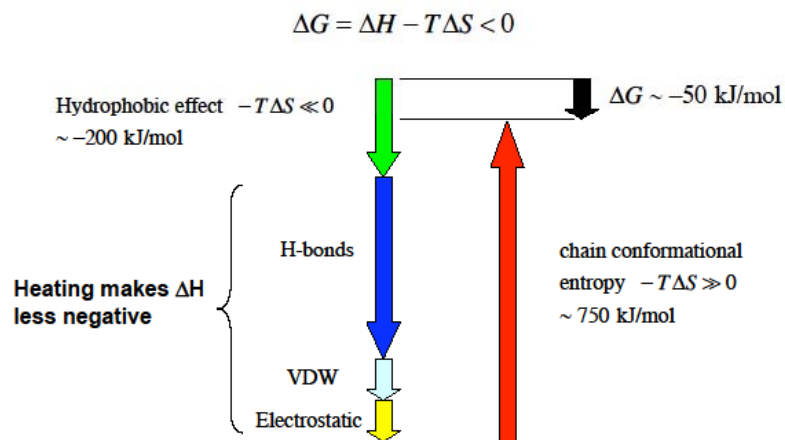 ΔG = ΔH − TΔS < 0
Hydrophobic effect −TΔS ≪ 0
~ −200 kJ/mol
ΔG ~ −50 kJ/mol
H-bonds
Heating makes ΔH
less negative
chain conformational
entropy −TΔS ≫ 0
~ 750 kJ/mol
VDW
Electrostatic